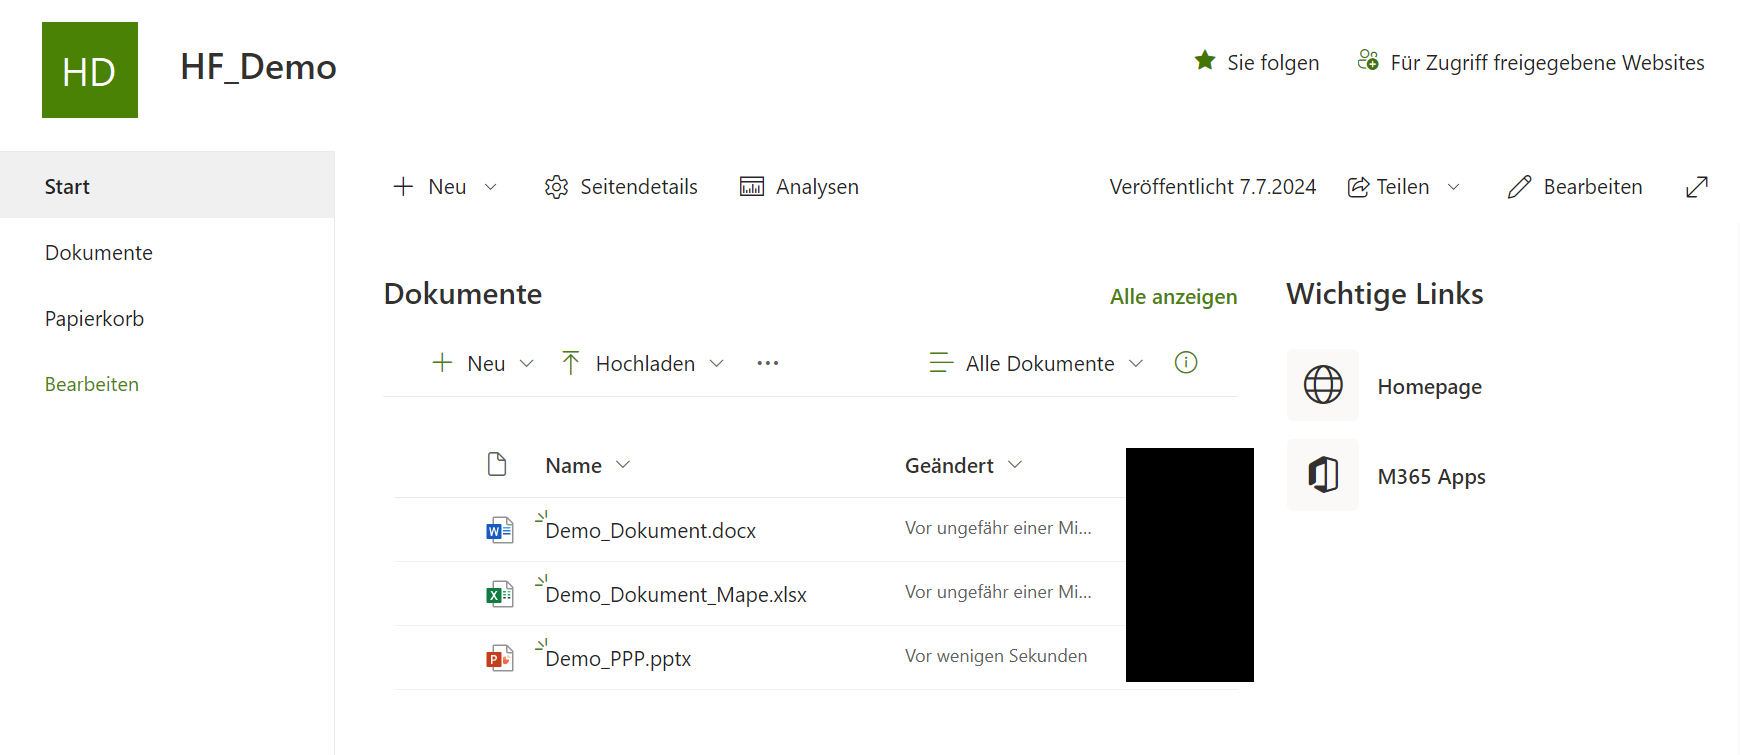 HD
HF_Demo
Sie folgen
Für Zugriff freigegebene Websites
Start
Dokumente
Papierkorb
Bearbeiten
Neu
Seitendetails
Analysen
Veröffentlicht 7.7.2024
Teilen
Bearbeiten
Dokumente
Alle anzeigen
Neu
Hochladen
Alle Dokumente
Name
Geändert
Demo_Dokument.docx
Vor ungefähr einer Mi...
Demo_Dokument_Mape.xlsx
Vor ungefähr einer Mi...
Demo_PPP.pptx
Vor wenigen Sekunden
Wichtige Links
Homepage
M365 Apps